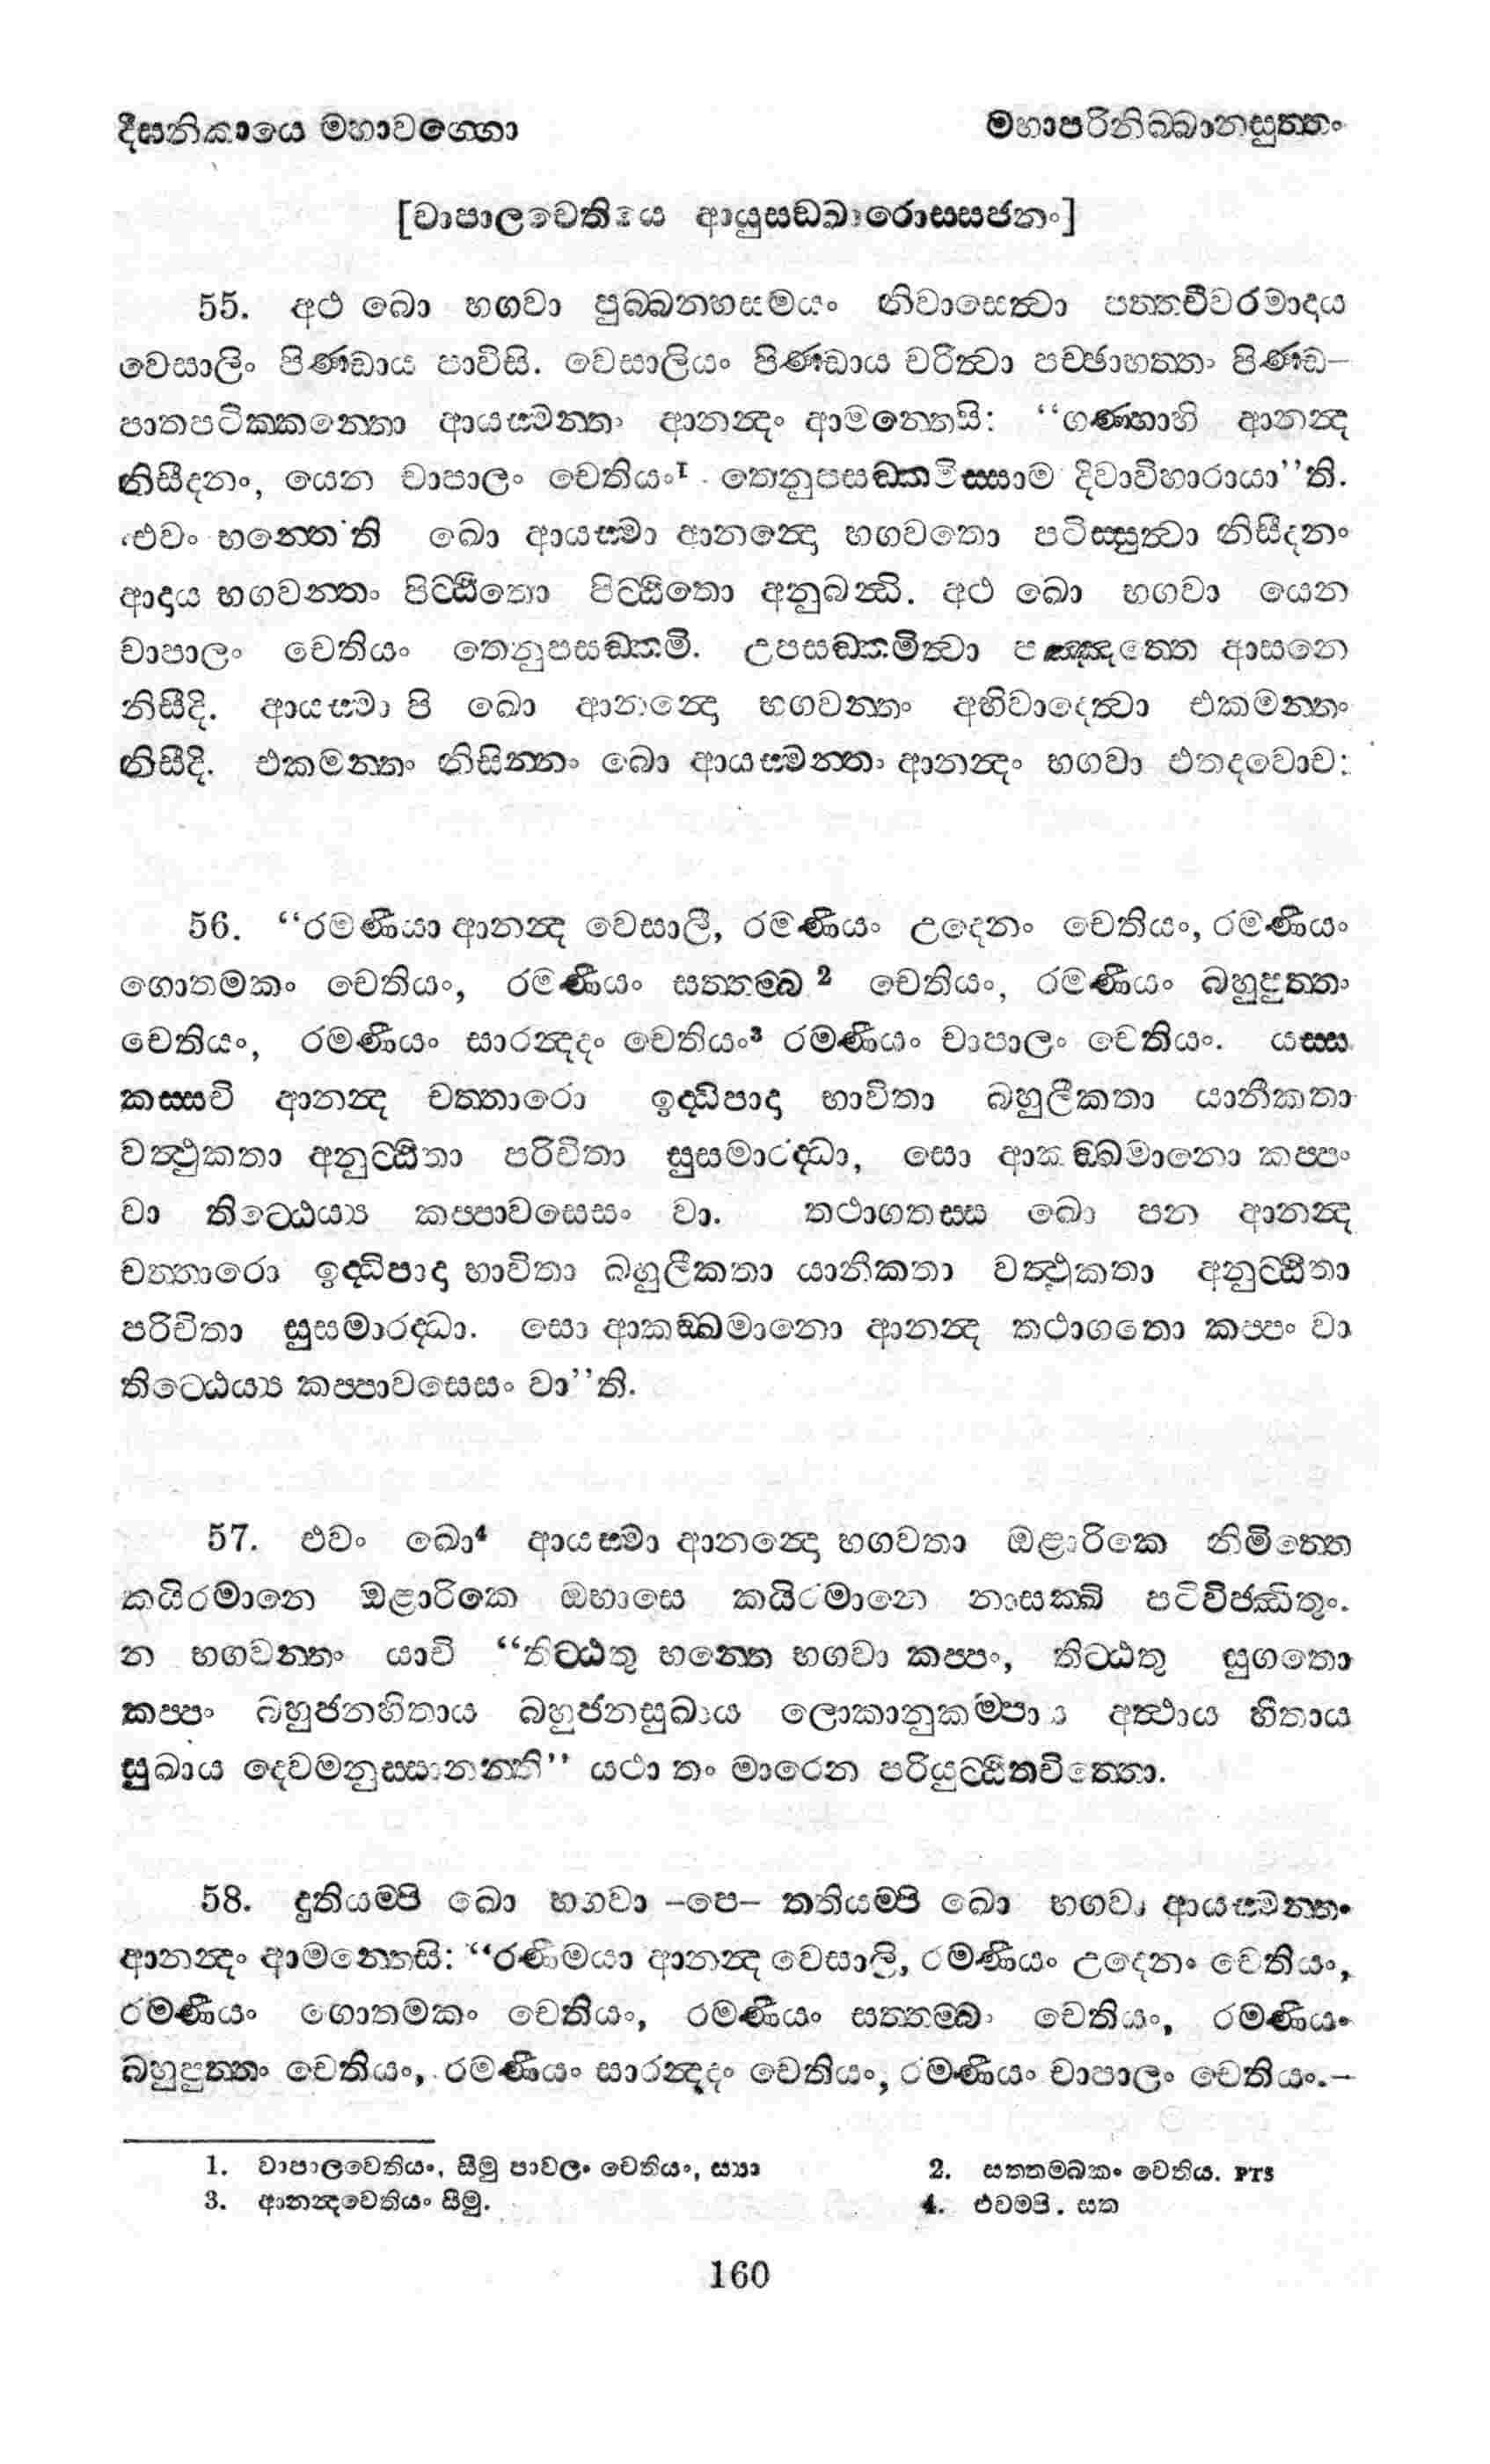 දීඝනිකායෙ මහාවග්ගො
මහාපරිනිබ්බානසුත්තං
[චාපාලචෙතියෙ ආයුසඞ්ඛාරොස්සජනං]
55. අථ ඛො භගවා පුබ්බන්හසමයං නිවාසෙත්වා පත්තචීවරමාදාය
වෙසාලිං පිණ්ඩාය පාවිසි. වෙසාලියං පිණ්ඩාය චරිත්වා පච්ඡාභත්තං පිණ්ඩ–
පාතපටික්කන්තො ආයස්මන්තං ආනන්දං ආමන්තෙසි: “ගණ්හාහි ආනන්ද
නිසීදනං, යෙන චාපාලං චෙතියං1 තෙනුපසඞ්කමිස්සාම දිවාවිහාරායා”ති.
‘එවං භන්තෙ’ති ඛො ආයස්මා ආනන්දො භගවතො පටිස්සුත්වා නිසීදනං
ආදාය භගවන්තං පිට්ඨිතො පිට්ඨිතො අනුබන්ධි. අථ ඛො භගවා යෙන
චාපාලං චෙතියං තෙනුපසඞ්කමි. උපසඞ්කමිත්වා පඤ්ඤත්තෙ ආසනෙ
නිසීදි. ආයස්මා පි ඛො ආනන්දො භගවන්තං අභිවාදෙත්වා එකමන්තං
නිසීදි. එකමන්තං නිසින්නං ඛො ආයස්මන්තං ආනන්දං භගවා එතදවොච:
56. “රමණීයා ආනන්ද වෙසාලී, රමණීයං උදෙනං චෙතියං, රමණීයං
ගොතමකං චෙතියං, රමණීයං සත්තම්බ 2 චෙතියං, රමණීයං බහුපුත්තං
චෙතියං, රමණීයං සාරන්දදං චෙතියං3 රමණීයං චාපාලං චෙතියං. යස්ස
කස්සචි ආනන්ද චත්තාරො ඉද්ධිපාදා භාවිතා බහුලීකතා යානීකතා
වත්ථුකතා අනුට්ඨිතා පරිචිතා සුසමාරද්ධා, සො ආකඞ්ඛමානො කප්පං
වා තිට්ඨෙය්‍ය කප්පාවසෙසං වා. තථාගතස්ස ඛො පන ආනන්ද
චත්තාරො ඉද්ධිපාදා භාවිතා බහුලීකතා යානීකතා වත්ථුකතා අනුට්ඨිතා
පරිචිතා සුසමාරද්ධා. සො ආකඞ්ඛමානො ආනන්ද තථාගතො කප්පං වා
තිට්ඨෙය්‍ය කප්පාවසෙසං වා”ති.
57. එවං ඛො4 ආයස්මා ආනන්දො භගවතා ඔළාරිකෙ නිමිත්තෙ
කයිරමානෙ ඔළාරිකෙ ඔභාසෙ කයිරමානෙ නාසක්ඛි පටිවිජ්ඣිතුං.
න භගවන්තං යාචි “තිට්ඨතු භන්තෙ භගවා කප්පං, තිට්ඨතු සුගතො
කප්පං බහුජනහිතාය බහුජනසුඛාය ලොකානුකම්පාය අත්ථාය හිතාය
සුඛාය දෙවමනුස්සානන්ති” යථා තං මාරෙන පරියුට්ඨිතචිත්තො.
58. දුතියම්පි ඛො භගවා –පෙ– තතියම්පි ඛො භගවා ආයස්මන්තං
ආනන්දං ආමන්තෙසි: “රණීමයා ආනන්ද වෙසාලි, රමණීයං උදෙනං චෙතියං,
රමණීයං ගොතමකං චෙතියං, රමණීයං සත්තම්බං චෙතියං, රමණීයං
බහුපුත්තං චෙතියං, රමණීයං සාරන්දදං චෙතියං, රමණීයං චාපාලං චෙතියං.–
1. චාපාලචෙතියං, සීමු පාවලං චෙතියං, ස්‍යා
2. සත්තම්බකං චෙතිය. PTS
3. ආනන්දචෙතියං සීමු.
4. එවම්පි. සත
160